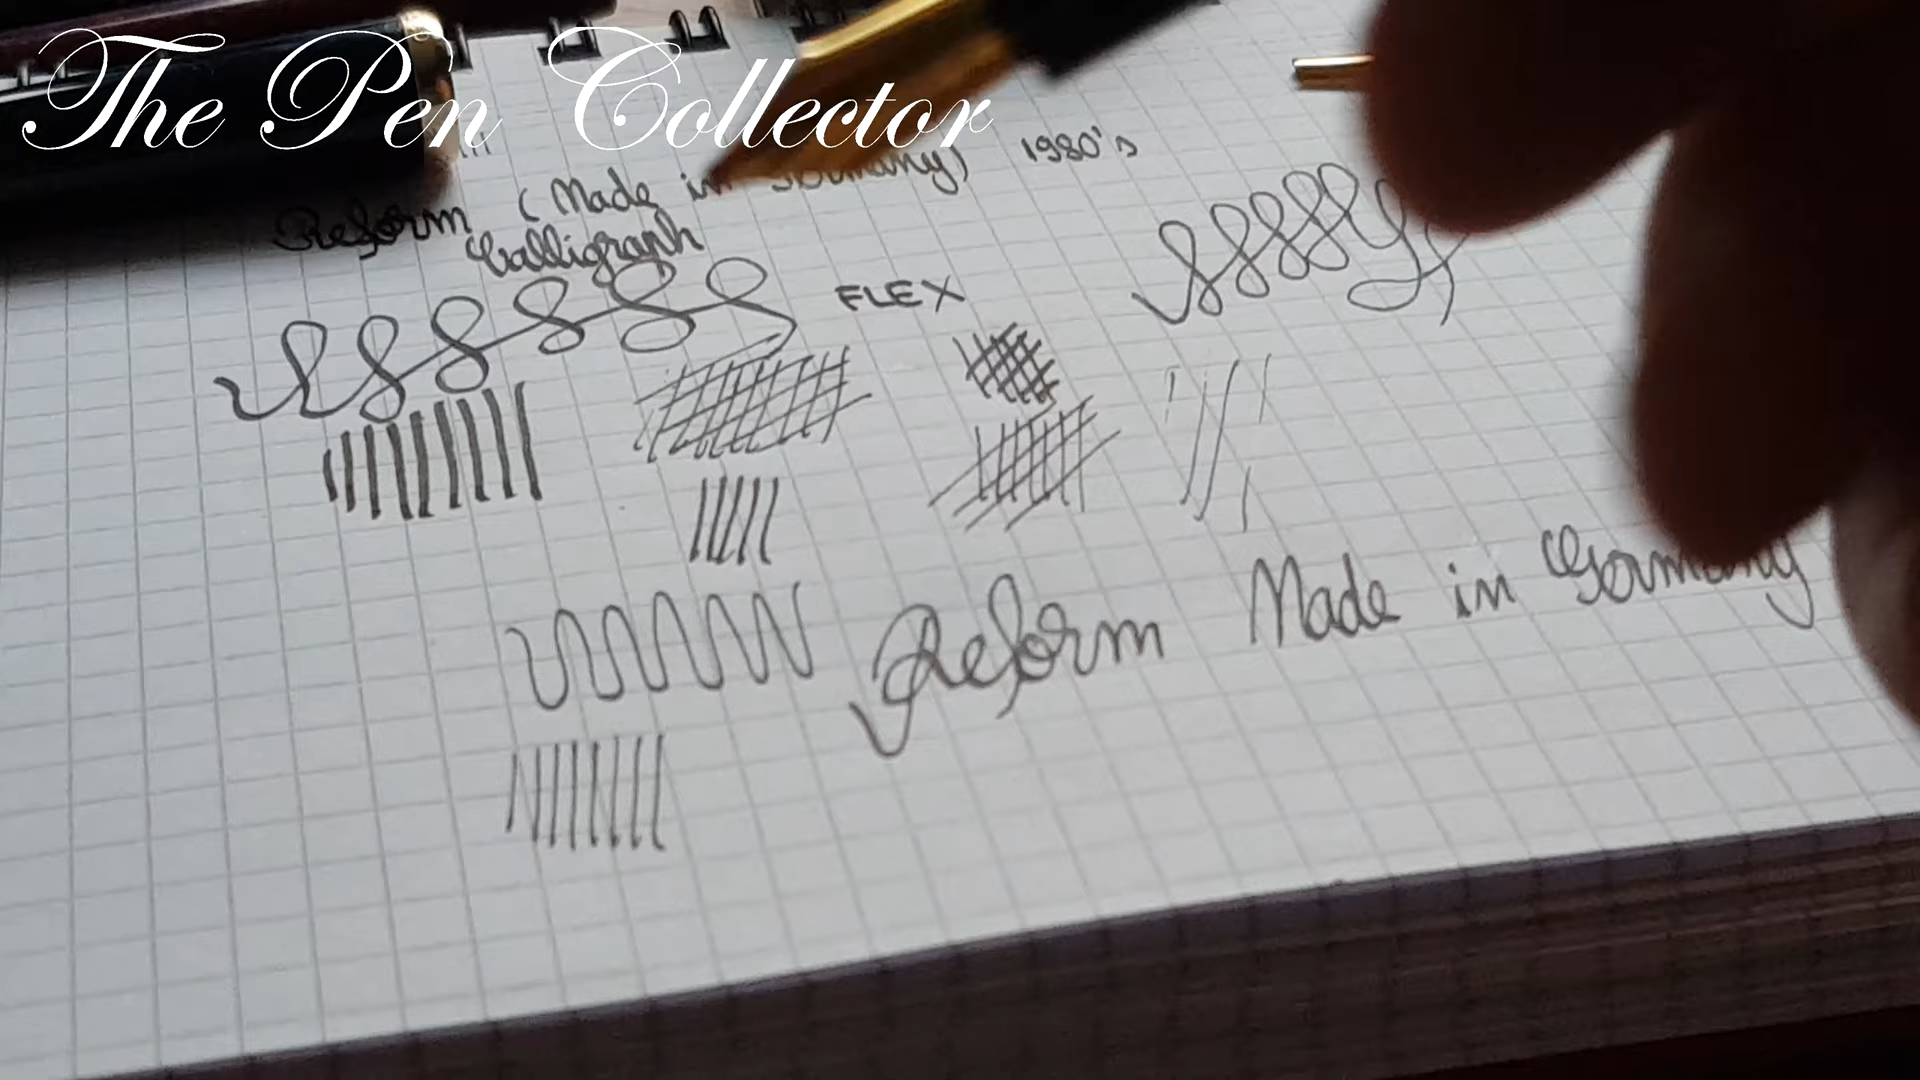 The Pen Collector
Reform (Made in Germany) 1980's
Calligraph
FLEX
Reform Made in Germany